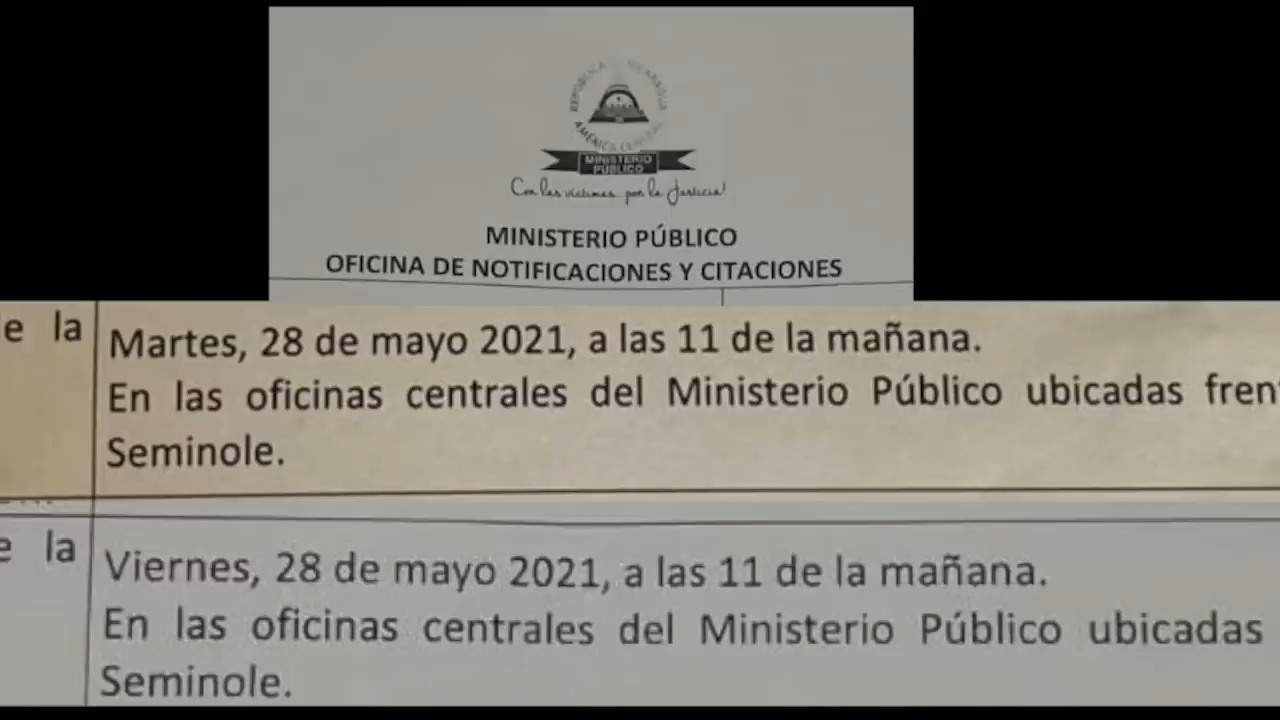 REPÚBLICA DE NICARAGUA
AMÉRICA CENTRAL
MINISTERIO
PÚBLICO
Con las víctimas, por la Justicia!
MINISTERIO PÚBLICO
OFICINA DE NOTIFICACIONES Y CITACIONES
e la
Martes, 28 de mayo 2021, a las 11 de la mañana.
En las oficinas centrales del Ministerio Público ubicadas fren
Seminole.
e la
Viernes, 28 de mayo 2021, a las 11 de la mañana.
En las oficinas centrales del Ministerio Público ubicadas
Seminole.